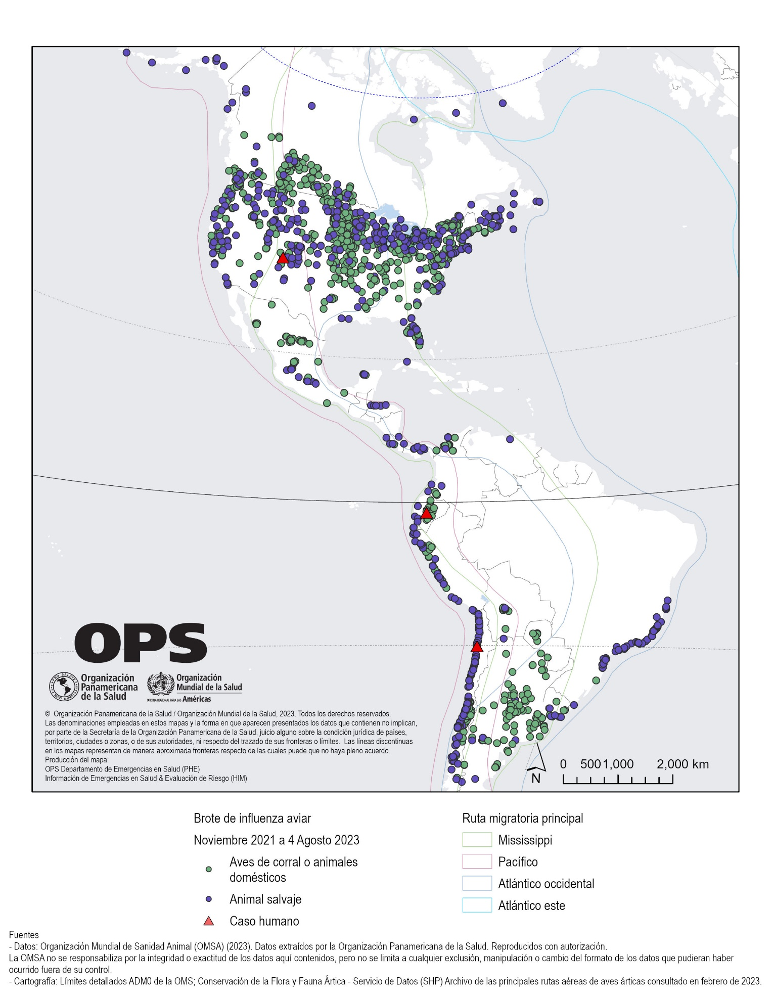 OPS
Organización
Panamericana
de la Salud
PRO SALUTE
NOVI MUNDI
Organización
Mundial de la Salud
OFICINA REGIONAL PARA LAS Américas
© Organización Panamericana de la Salud / Organización Mundial de la Salud, 2023. Todos los derechos reservados.
Las denominaciones empleadas en estos mapas y la forma en que aparecen presentados los datos que contienen no implican,
por parte de la Secretaría de la Organización Panamericana de la Salud, juicio alguno sobre la condición jurídica de países,
territorios, ciudades o zonas, o de sus autoridades, ni respecto del trazado de sus fronteras o límites. Las líneas discontinuas
en los mapas representan de manera aproximada fronteras respecto de las cuales puede que no haya pleno acuerdo.
Producción del mapa:
OPS Departamento de Emergencias en Salud (PHE)
Información de Emergencias en Salud & Evaluación de Riesgo (HIM)
N
0 500 1,000 2,000 km
Brote de influenza aviar
Noviembre 2021 a 4 Agosto 2023
Aves de corral o animales
domésticos
Animal salvaje
Caso humano
Ruta migratoria principal
Mississippi
Pacífico
Atlántico occidental
Atlántico este
Fuentes
- Datos: Organización Mundial de Sanidad Animal (OMSA) (2023). Datos extraídos por la Organización Panamericana de la Salud. Reproducidos con autorización.
La OMSA no se responsabiliza por la integridad o exactitud de los datos aquí contenidos, pero no se limita a cualquier exclusión, manipulación o cambio del formato de los datos que pudieran haber
ocurrido fuera de su control.
- Cartografía: Límites detallados ADM0 de la OMS; Conservación de la Flora y Fauna Ártica - Servicio de Datos (SHP) Archivo de las principales rutas aéreas de aves árticas consultado en febrero de 2023.